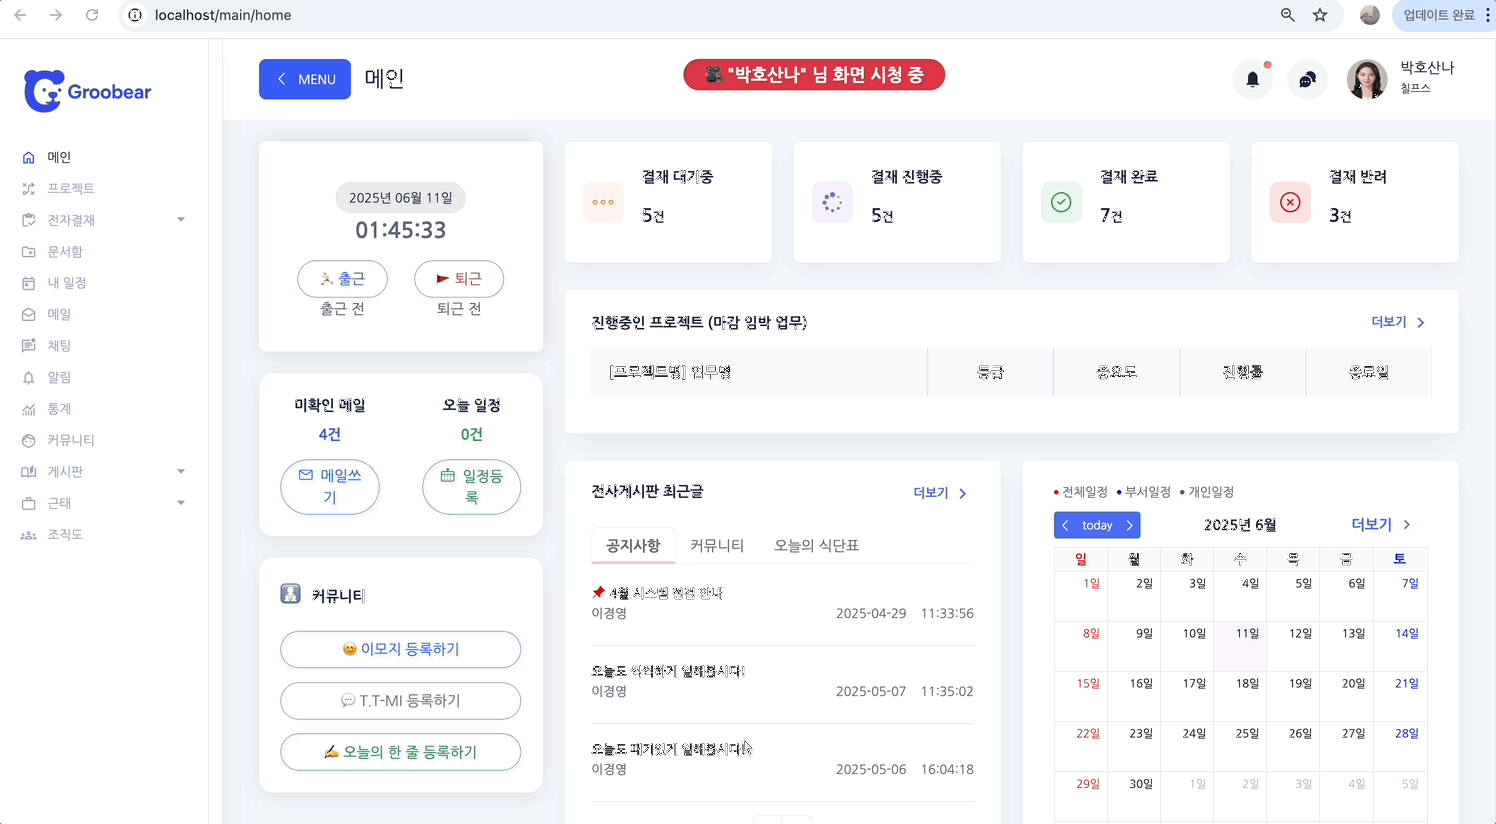 localhost/main/home
업데이트 완료
Groobear
MENU
메인
"박호산나" 님 화면 시청 중
박호산나
칠프스
메인
프로젝트
전자결재
문서함
내 일정
메일
채팅
알림
통계
커뮤니티
게시판
근태
조직도
2025년 06월 11일
01:45:33
출근
퇴근
출근 전
퇴근 전
결재 대기중
5건
결재 진행중
5건
결재 완료
7건
결재 반려
3건
진행중인 프로젝트 (마감 임박 업무)
더보기
[프로젝트명] 업무명
등급
중요도
진행률
종료일
미확인 메일
4건
메일쓰
기
오늘 일정
0건
일정등
록
커뮤니티
이모지 등록하기
T.T-MI 등록하기
오늘의 한 줄 등록하기
전사게시판 최근글
더보기
공지사항
커뮤니티
오늘의 식단표
4월 시스템 점검 안내
이경영
2025-04-29 11:33:56
오늘도 씩씩하게 일해봅시다!
이경영
2025-05-07 11:35:02
오늘도 패기있게 일해봅시다!
이경영
2025-05-06 16:04:18
전체일정 부서일정 개인일정
today
2025년 6월
더보기
일 월 화 수 목 금 토
1일 2일 3일 4일 5일 6일 7일
8일 9일 10일 11일 12일 13일 14일
15일 16일 17일 18일 19일 20일 21일
22일 23일 24일 25일 26일 27일 28일
29일 30일 1일 2일 3일 4일 5일